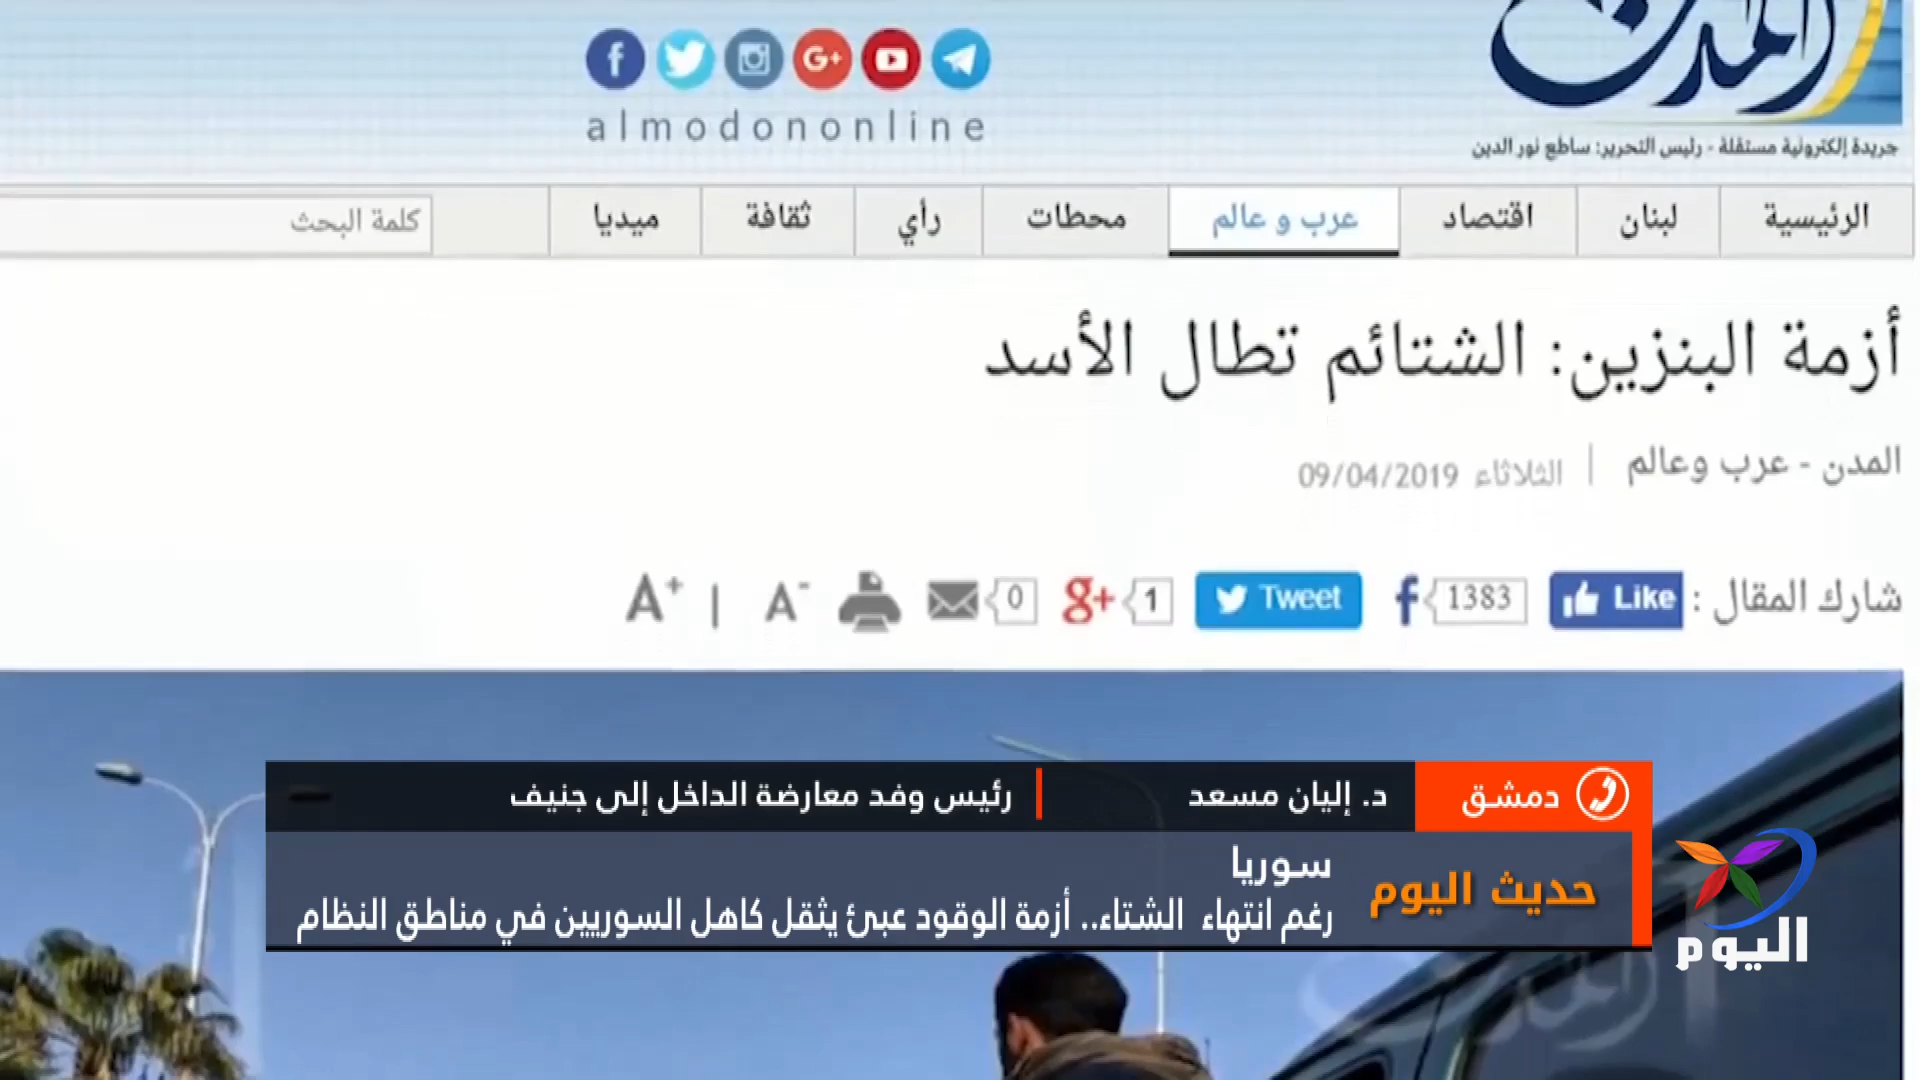 المدن
almodononline
جريدة إلكترونية مستقلة - رئيس التحرير: ساطع نور الدين
الرئيسية
لبنان
اقتصاد
عرب و عالم
محطات
رأي
ثقافة
ميديا
كلمة البحث
أزمة البنزين: الشتائم تطال الأسد
المدن - عرب وعالم | الثلاثاء 09/04/2019
شارك المقال : Like 1383 Tweet 1 g+ 0 A- | A+
دمشق
د. إليان مسعد
رئيس وفد معارضة الداخل إلى جنيف
حديث اليوم
سوريا
رغم انتهاء الشتاء.. أزمة الوقود عبئ يثقل كاهل السوريين في مناطق النظام
اليوم
المدن